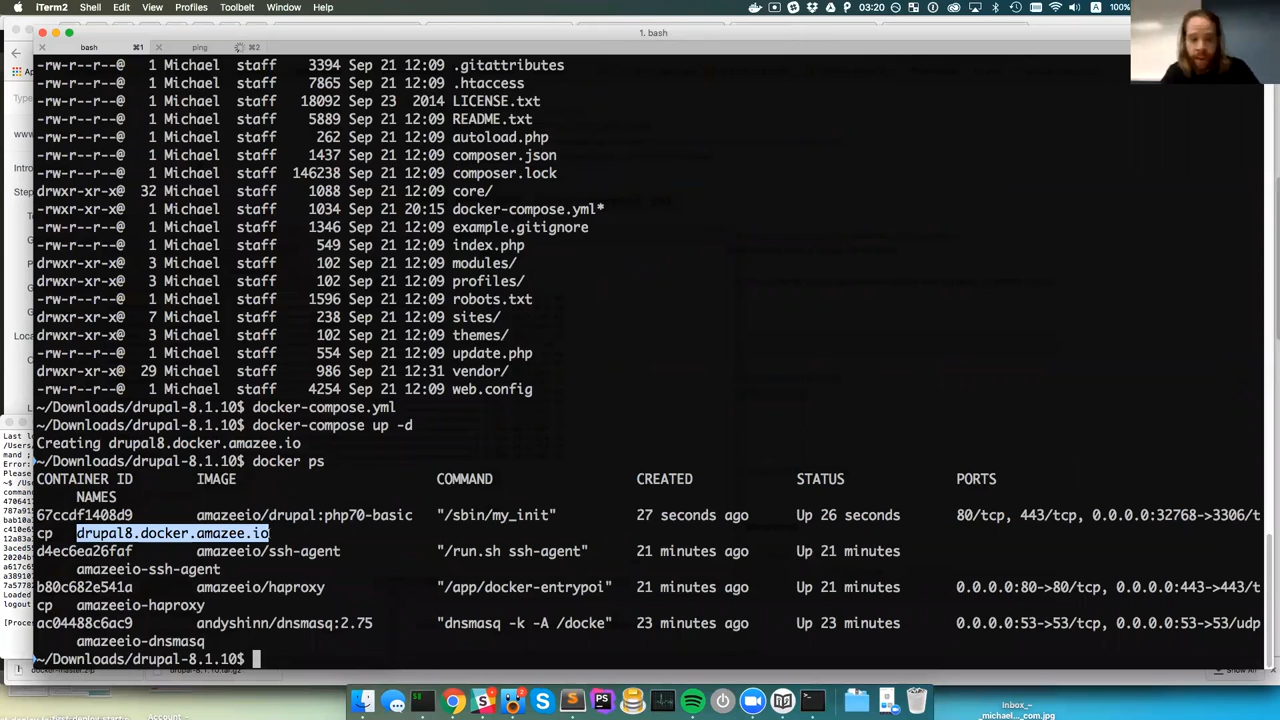 iTerm2 Shell Edit View Profiles Toolbelt Window Help
03:20
100%
1. bash
bash ⌘1
ping ⌘2
-rw-r--r--@ 1 Michael staff 3394 Sep 21 12:09 .gitattributes
-rw-r--r--@ 1 Michael staff 7865 Sep 21 12:09 .htaccess
-rw-r--r--@ 1 Michael staff 18092 Sep 23 2014 LICENSE.txt
-rw-r--r--@ 1 Michael staff 5889 Sep 21 12:09 README.txt
-rw-r--r--@ 1 Michael staff 262 Sep 21 12:09 autoload.php
-rw-r--r--@ 1 Michael staff 1437 Sep 21 12:09 composer.json
-rw-r--r--@ 1 Michael staff 146238 Sep 21 12:09 composer.lock
drwxr-xr-x@ 32 Michael staff 1088 Sep 21 12:09 core/
-rwxr-xr-x@ 1 Michael staff 1034 Sep 21 20:15 docker-compose.yml*
-rw-r--r--@ 1 Michael staff 1346 Sep 21 12:09 example.gitignore
-rw-r--r--@ 1 Michael staff 549 Sep 21 12:09 index.php
drwxr-xr-x@ 3 Michael staff 102 Sep 21 12:09 modules/
drwxr-xr-x@ 3 Michael staff 102 Sep 21 12:09 profiles/
-rw-r--r--@ 1 Michael staff 1596 Sep 21 12:09 robots.txt
drwxr-xr-x@ 7 Michael staff 238 Sep 21 12:09 sites/
drwxr-xr-x@ 3 Michael staff 102 Sep 21 12:09 themes/
-rw-r--r--@ 1 Michael staff 554 Sep 21 12:09 update.php
drwxr-xr-x@ 29 Michael staff 986 Sep 21 12:31 vendor/
-rw-r--r--@ 1 Michael staff 4254 Sep 21 12:09 web.config
~/Downloads/drupal-8.1.10$ docker-compose.yml
~/Downloads/drupal-8.1.10$ docker-compose up -d
Creating drupal8.docker.amazee.io
~/Downloads/drupal-8.1.10$ docker ps
CONTAINER ID IMAGE COMMAND CREATED STATUS PORTS
NAMES
67ccdf1408d9 amazeeio/drupal:php70-basic "/sbin/my_init" 27 seconds ago Up 26 seconds 80/tcp, 443/tcp, 0.0.0.0:32768->3306/t
cp drupal8.docker.amazee.io
d4ec6ea26faf amazeeio/ssh-agent "/run.sh ssh-agent" 21 minutes ago Up 21 minutes
amazeeio-ssh-agent
b80c682e541a amazeeio/haproxy "/app/docker-entrypoi" 21 minutes ago Up 21 minutes 0.0.0.0:80->80/tcp, 0.0.0.0:443->443/t
cp amazeeio-haproxy
ac04488c6ac9 andyshinn/dnsmasq:2.75 "dnsmasq -k -A /docke" 23 minutes ago Up 23 minutes 0.0.0.0:53->53/tcp, 0.0.0.0:53->53/udp
amazeeio-dnsmasq
~/Downloads/drupal-8.1.10$
inbox_~
_michael..._com.jpg